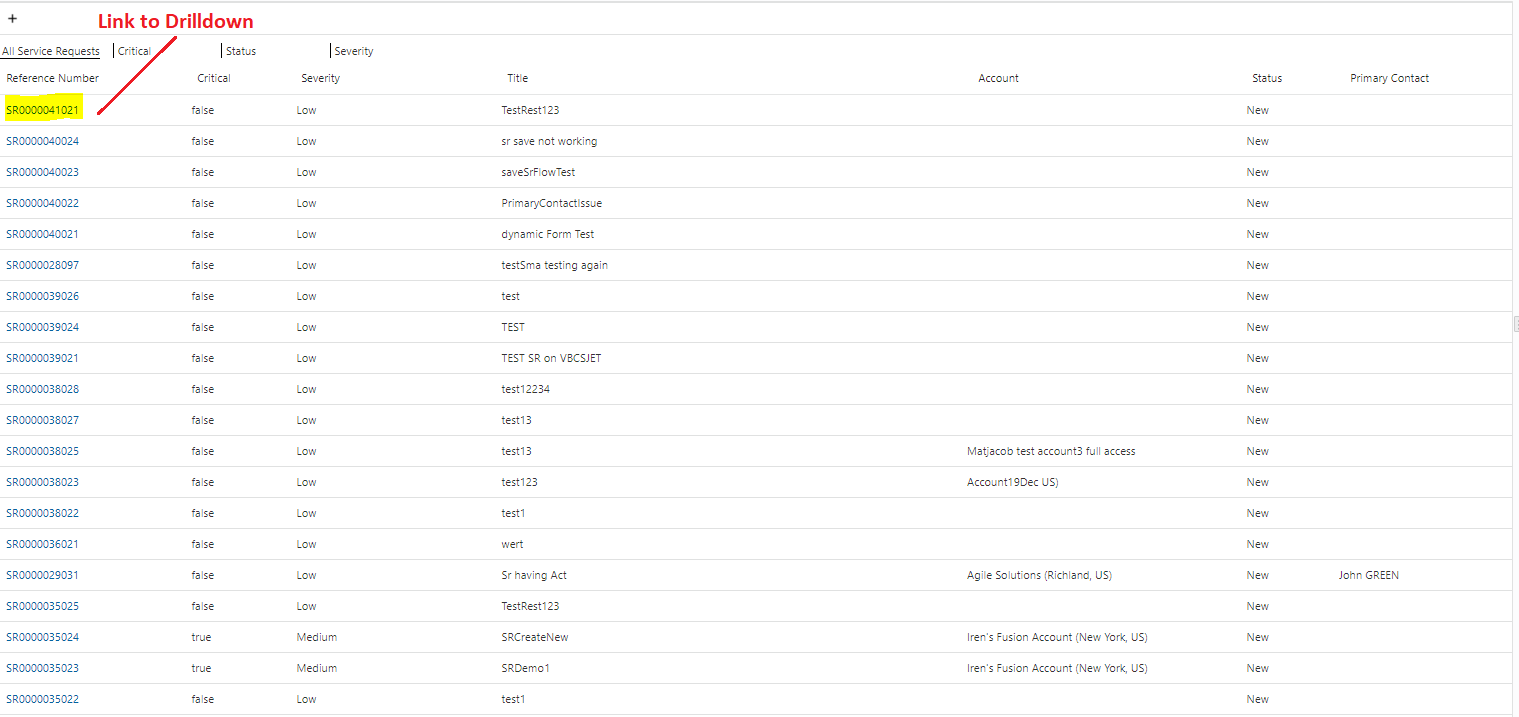 +
Link to Drilldown
All Service Requests Critical Status Severity
Reference Number Critical Severity Title Account Status Primary Contact
SR0000041021 false Low TestRest123 New
SR0000040024 false Low sr save not working New
SR0000040023 false Low saveSrFlowTest New
SR0000040022 false Low PrimaryContactIssue New
SR0000040021 false Low dynamic Form Test New
SR0000028097 false Low testSma testing again New
SR0000039026 false Low test New
SR0000039024 false Low TEST New
SR0000039021 false Low TEST SR on VBCSJET New
SR0000038028 false Low test12234 New
SR0000038027 false Low test13 New
SR0000038025 false Low test13 Matjacob test account3 full access New
SR0000038023 false Low test123 Account19Dec US) New
SR0000038022 false Low test1 New
SR0000036021 false Low wert New
SR0000029031 false Low Sr having Act Agile Solutions (Richland, US) New John GREEN
SR0000035025 false Low TestRest123 New
SR0000035024 true Medium SRCreateNew Iren's Fusion Account (New York, US) New
SR0000035023 true Medium SRDemo1 Iren's Fusion Account (New York, US) New
SR0000035022 false Low test1 New